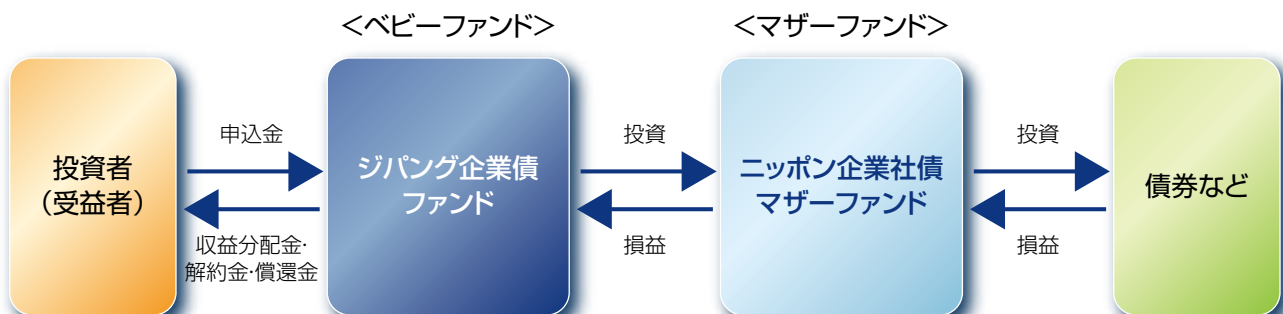 ＜ベビーファンド＞
＜マザーファンド＞
投資者
（受益者）
申込金
収益分配金・
解約金・償還金
ジパング企業債
ファンド
投資
損益
ニッポン企業社債
マザーファンド
投資
損益
債券など